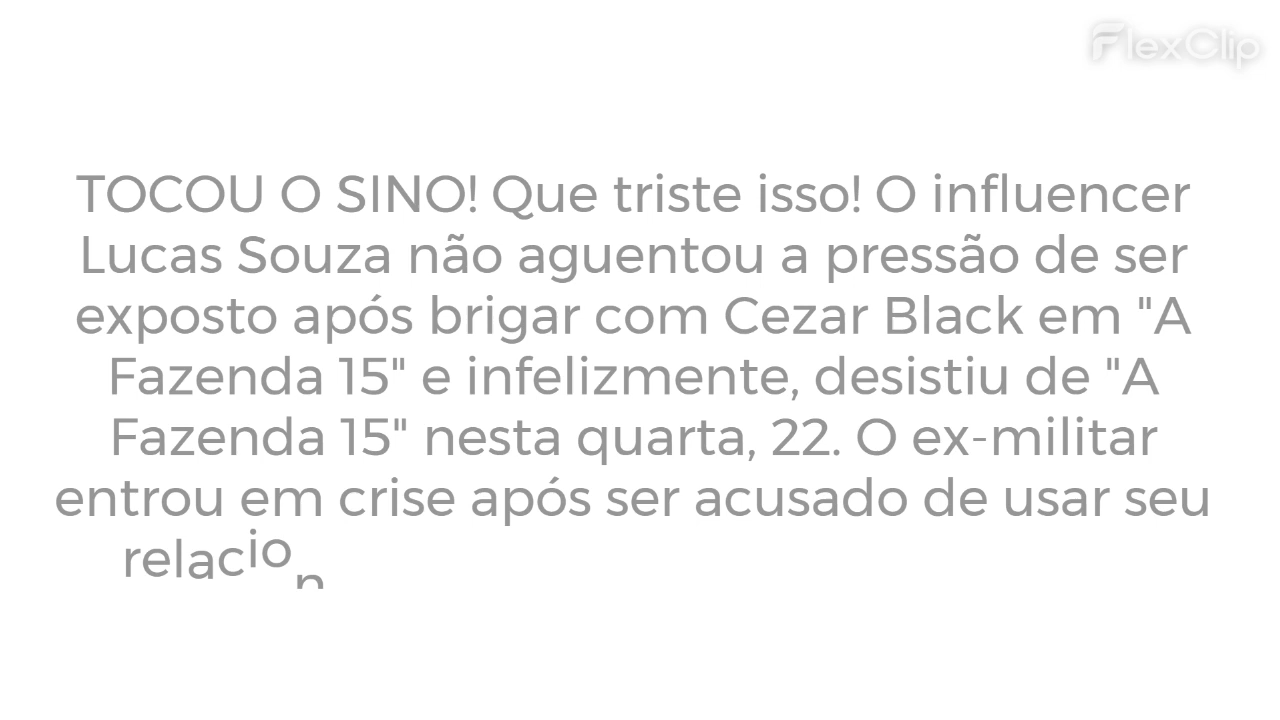 FlexClip
TOCOU O SINO! Que triste isso! O influencer
Lucas Souza não aguentou a pressão de ser
exposto após brigar com Cezar Black em "A
Fazenda 15" e infelizmente, desistiu de "A
Fazenda 15" nesta quarta, 22. O ex-militar
entrou em crise após ser acusado de usar seu
relacion